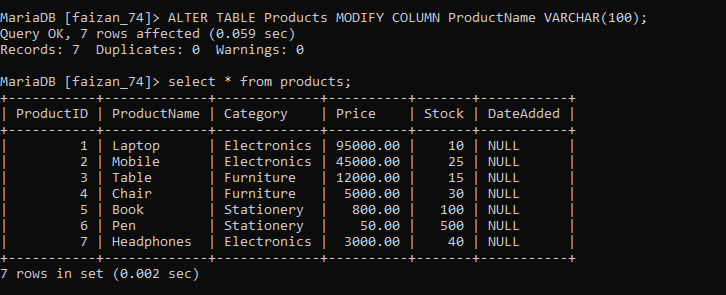 MariaDB [faizan_74]> ALTER TABLE Products MODIFY COLUMN ProductName VARCHAR(100);
Query OK, 7 rows affected (0.059 sec)
Records: 7  Duplicates: 0  Warnings: 0

MariaDB [faizan_74]> select * from products;
+-----------+-------------+-------------+----------+-------+-----------+
| ProductID | ProductName | Category    | Price    | Stock | DateAdded |
+-----------+-------------+-------------+----------+-------+-----------+
|         1 | Laptop      | Electronics | 95000.00 |    10 | NULL      |
|         2 | Mobile      | Electronics | 45000.00 |    25 | NULL      |
|         3 | Table       | Furniture   | 12000.00 |    15 | NULL      |
|         4 | Chair       | Furniture   |  5000.00 |    30 | NULL      |
|         5 | Book        | Stationery  |   800.00 |   100 | NULL      |
|         6 | Pen         | Stationery  |    50.00 |   500 | NULL      |
|         7 | Headphones  | Electronics |  3000.00 |    40 | NULL      |
+-----------+-------------+-------------+----------+-------+-----------+
7 rows in set (0.002 sec)